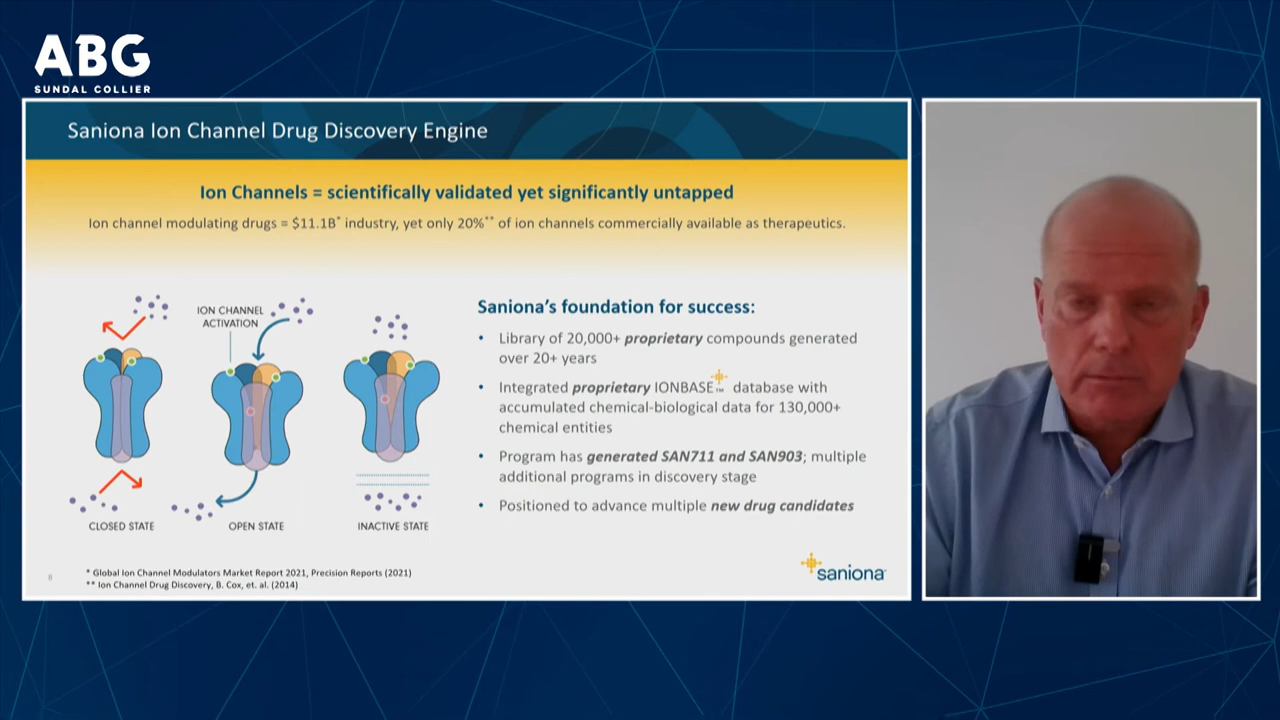 ABG
SUNDAL COLLIER
Saniona Ion Channel Drug Discovery Engine
Ion Channels = scientifically validated yet significantly untapped
Ion channel modulating drugs = $11.1B* industry, yet only 20%** of ion channels commercially available as therapeutics.
ION CHANNEL
ACTIVATION
CLOSED STATE
OPEN STATE
INACTIVE STATE
Saniona's foundation for success:
• Library of 20,000+ proprietary compounds generated
over 20+ years
• Integrated proprietary IONBASE™ database with
accumulated chemical-biological data for 130,000+
chemical entities
• Program has generated SAN711 and SAN903; multiple
additional programs in discovery stage
• Positioned to advance multiple new drug candidates
8
* Global Ion Channel Modulators Market Report 2021, Precision Reports (2021)
** Ion Channel Drug Discovery, B. Cox, et. al. (2014)
saniona